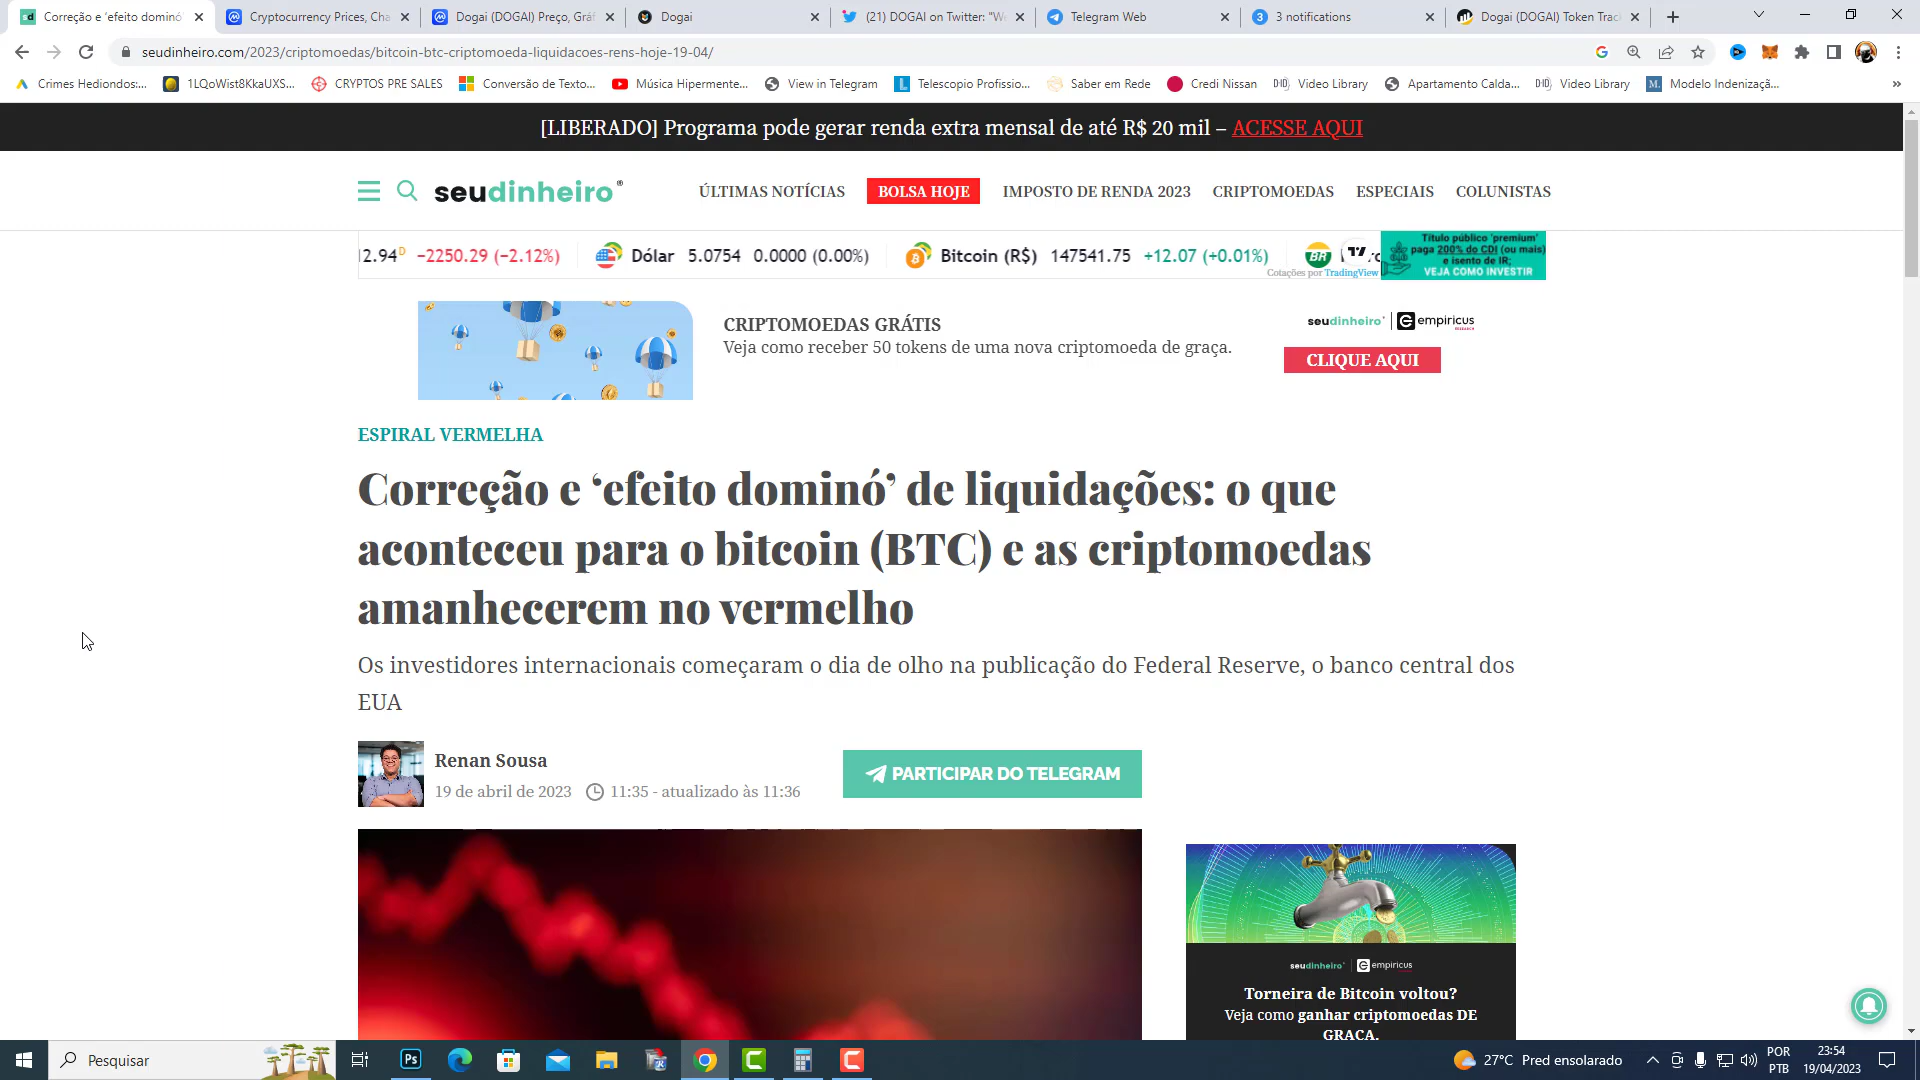 Correção e 'efeito dominó'
Cryptocurrency Prices, Cha
Dogai (DOGAI) Preço, Gráf
Dogai
(21) DOGAI on Twitter: "We
Telegram Web
3 notifications
Dogai (DOGAI) Token Trac
seudinheiro.com/2023/criptomoedas/bitcoin-btc-criptomoeda-liquidacoes-rens-hoje-19-04/
Crimes Hediondos:...
1LQoWist8KkaUXS...
CRYPTOS PRE SALES
Conversão de Texto...
Música Hipermente...
View in Telegram
Telescopio Profissio...
Saber em Rede
Credi Nissan
Video Library
Apartamento Calda...
Video Library
Modelo Indenizaçã...
[LIBERADO] Programa pode gerar renda extra mensal de até R$ 20 mil – ACESSE AQUI
seudinheiro
ÚLTIMAS NOTÍCIAS
BOLSA HOJE
IMPOSTO DE RENDA 2023
CRIPTOMOEDAS
ESPECIAIS
COLUNISTAS
2.94 D −2250.29 (−2.12%)
Dólar 5.0754 0.0000 (0.00%)
Bitcoin (R$) 147541.75 +12.07 (+0.01%)
BR
Cotações por TradingView
Título público 'premium'
paga 200% do CDI (ou mais)
e isento de IR;
VEJA COMO INVESTIR
CRIPTOMOEDAS GRÁTIS
Veja como receber 50 tokens de uma nova criptomoeda de graça.
seudinheiro | empiricus
RESEARCH
CLIQUE AQUI
ESPIRAL VERMELHA
Correção e ‘efeito dominó’ de liquidações: o que
aconteceu para o bitcoin (BTC) e as criptomoedas
amanhecerem no vermelho
Os investidores internacionais começaram o dia de olho na publicação do Federal Reserve, o banco central dos
EUA
Renan Sousa
19 de abril de 2023 11:35 - atualizado às 11:36
PARTICIPAR DO TELEGRAM
seudinheiro | empiricus
Torneira de Bitcoin voltou?
Veja como ganhar criptomoedas DE
GRAÇA.
Pesquisar
Ps
27°C Pred ensolarado
POR
PTB
23:54
19/04/2023